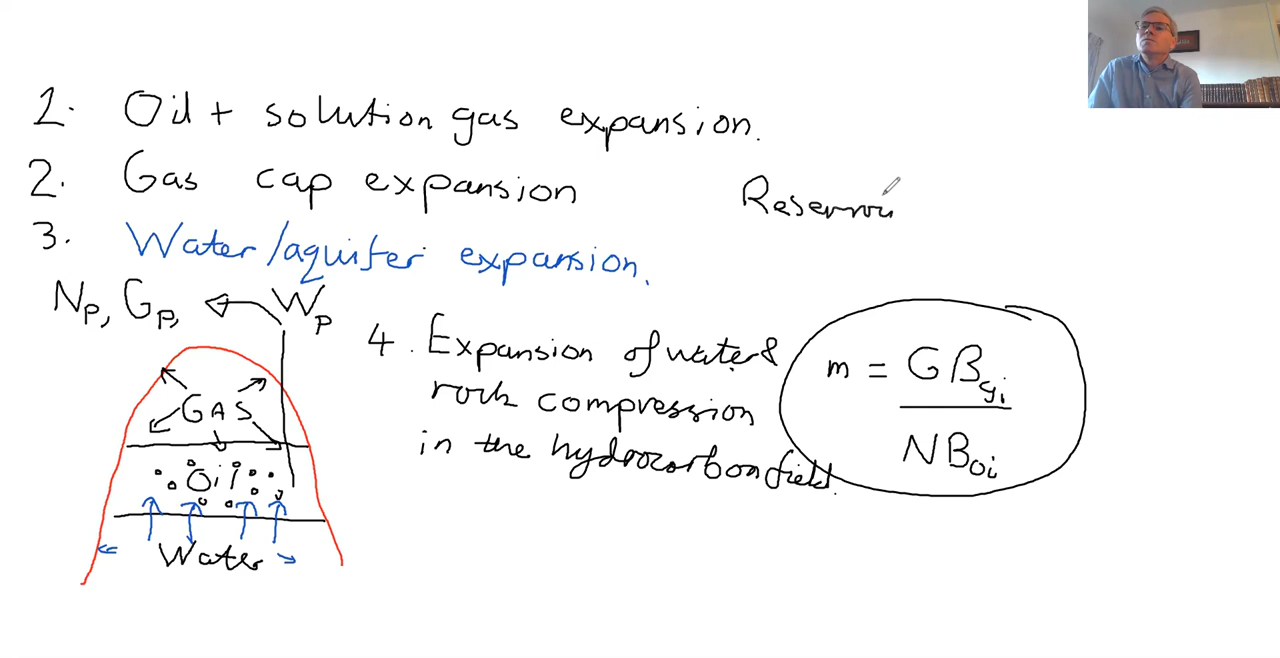 1. Oil + solution gas expansion.
2. Gas cap expansion
Reservoi
3. Water/aquifer expansion.
Np, Gp, Wp
4. Expansion of water &
rock compression
in the hydrocarbon field.
m = GBgi
NBoi
GAS
Oil
Water